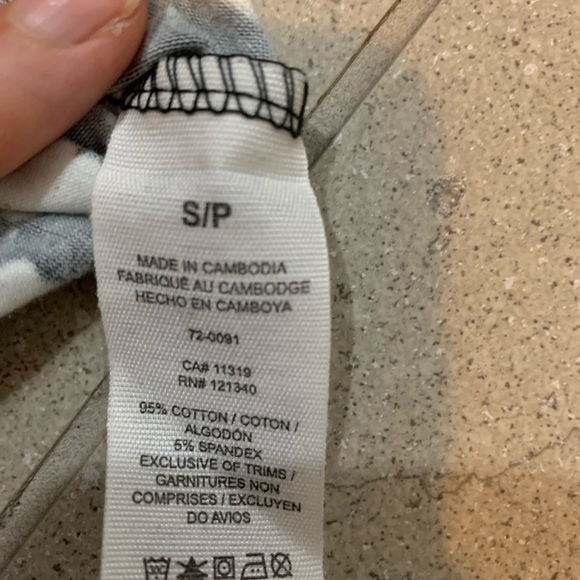 S/P
MADE IN CAMBODIA
FABRIQUÉ AU CAMBODGE
HECHO EN CAMBOYA
72-0091
CA# 11319
RN# 121340
95% COTTON / COTON /
ALGODÓN
5% SPANDEX
EXCLUSIVE OF TRIMS /
GARNITURES NON
COMPRISES / EXCLUYEN
DO AVIOS